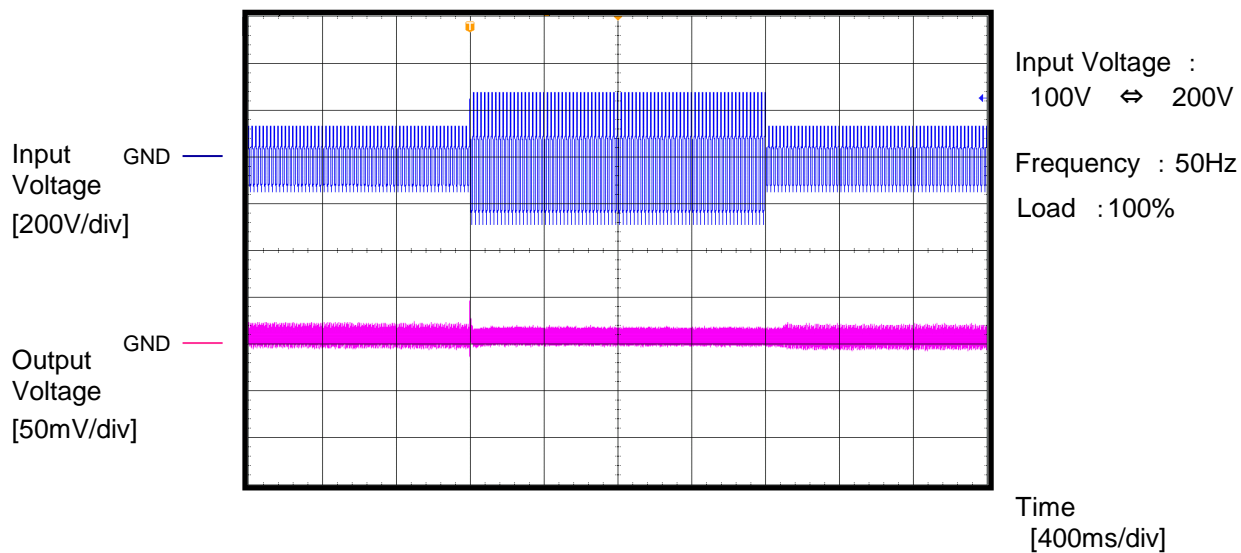 T
Input Voltage :
100V ⇔ 200V
Input
Voltage
[200V/div]
GND
Frequency : 50Hz
Load : 100%
Output
Voltage
[50mV/div]
GND
Time
[400ms/div]